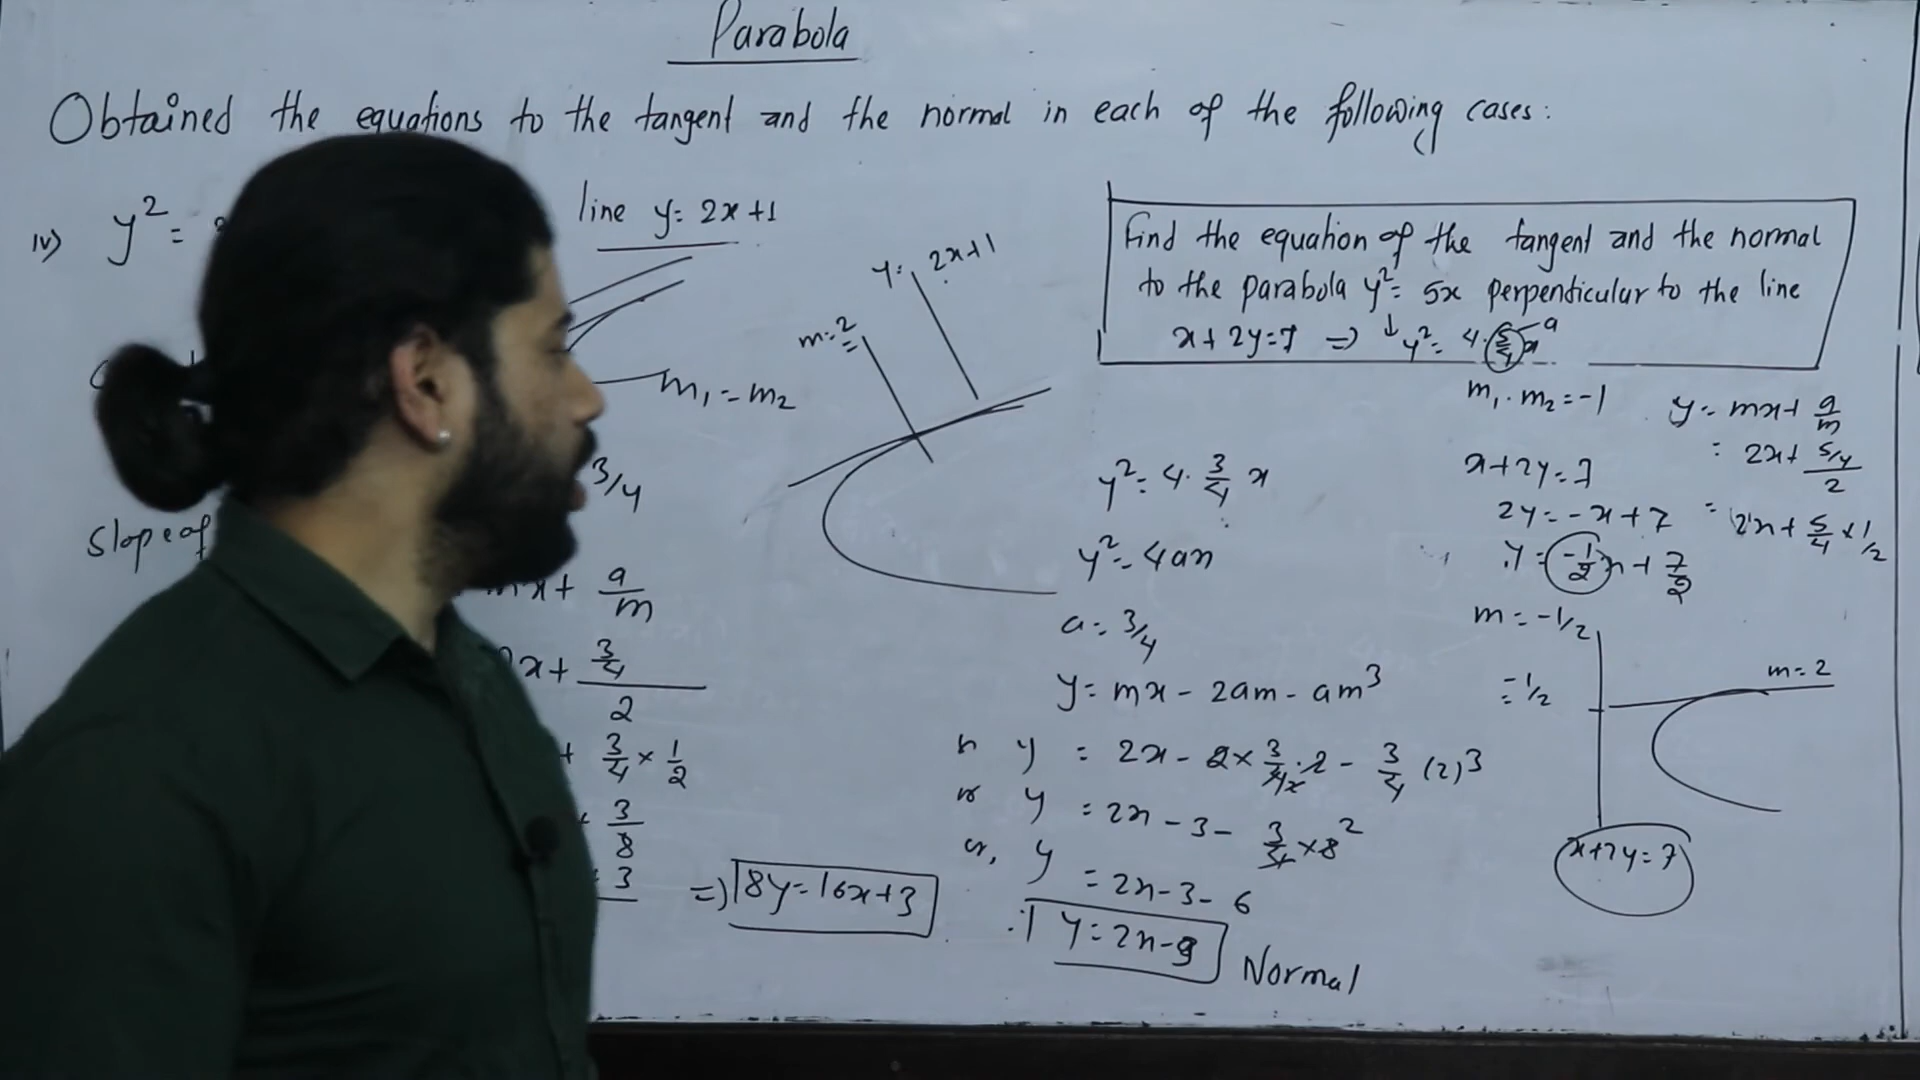 Parabola
Obtained the equations to the tangent and the normal in each of the following cases:
iv) y² =
line y = 2x+1
m₁ = m₂
3/4
Slope of
x + a/m
x + 3/4 / 2
+ 3/4 × 1/2
3/8
3
=> 8y = 16x+3
y = 2x+1
m = 2
y² = 4. 3/4 x
y² = 4ax
a = 3/4
y = mx - 2am - am³
y = 2x - 2× 3/4 .2 - 3/4 (2)³
or y = 2x - 3 - 3/4 × 8 2
or, y = 2x-3-6
∴ y = 2x-9 Normal
Find the equation of the tangent and the normal
to the parabola y² = 5x perpendicular to the line
x + 2y = 7 => ↓ y² = 4. 5/4 x a
m₁ . m₂ = -1
x+2y=7
2y = -x+7
y = -1/2 x + 7/2
m = -1/2
= 1/2
y = mx + a/m
= 2x + 5/4 / 2
= 2x + 5/4 × 1/2
m = 2
x+2y=7